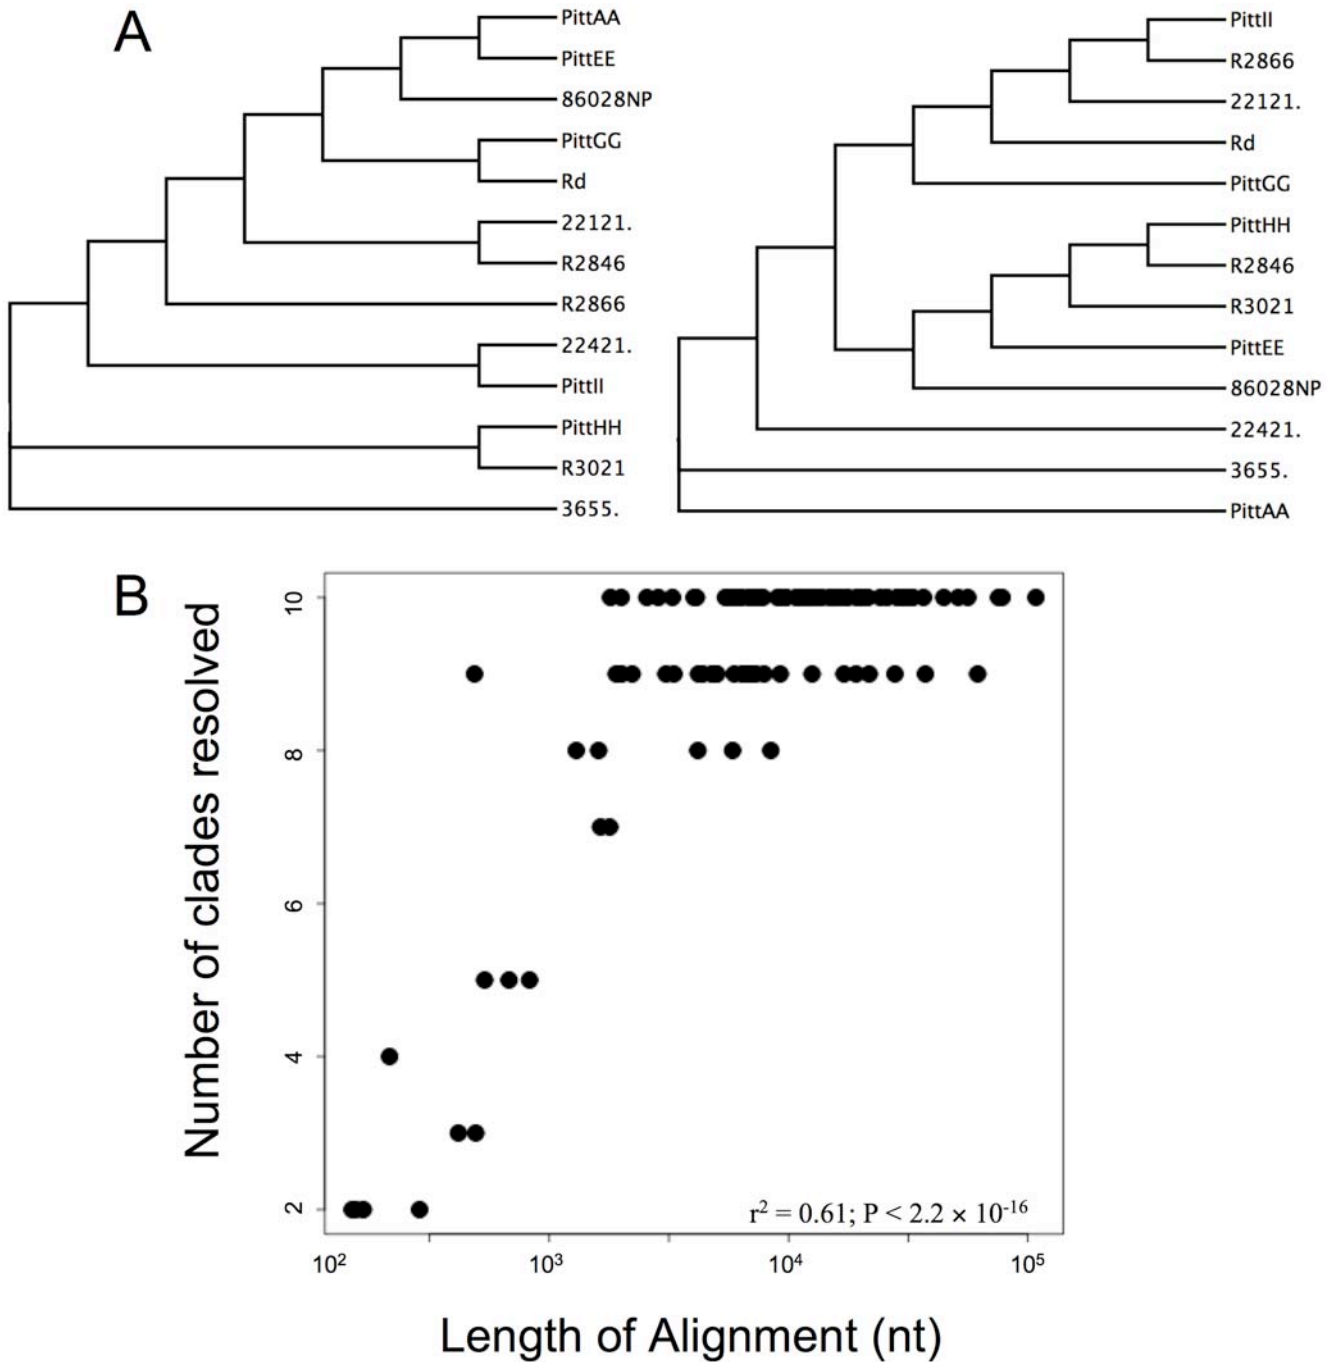 A
PittAA
PittEE
86028NP
PittGG
Rd
22121.
R2846
R2866
22421.
PittII
PittHH
R3021
3655.
PittII
R2866
22121.
Rd
PittGG
PittHH
R2846
R3021
PittEE
86028NP
22421.
3655.
PittAA
B
Number of clades resolved
10
8
6
4
2
r² = 0.61; P < 2.2 × 10⁻¹⁶
10² 10³ 10⁴ 10⁵
Length of Alignment (nt)